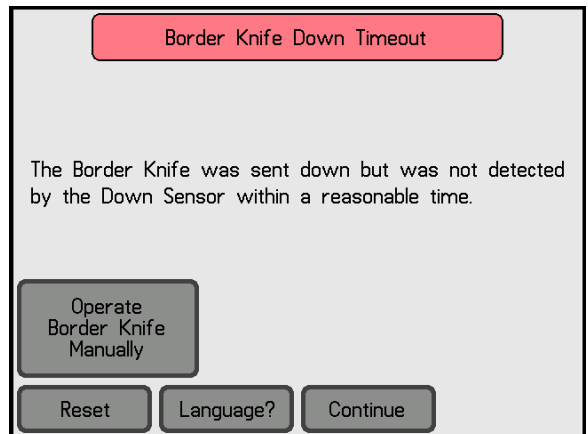 Border Knife Down Timeout
The Border Knife was sent down but was not detected
by the Down Sensor within a reasonable time.
Operate
Border Knife
Manually
Reset
Language?
Continue